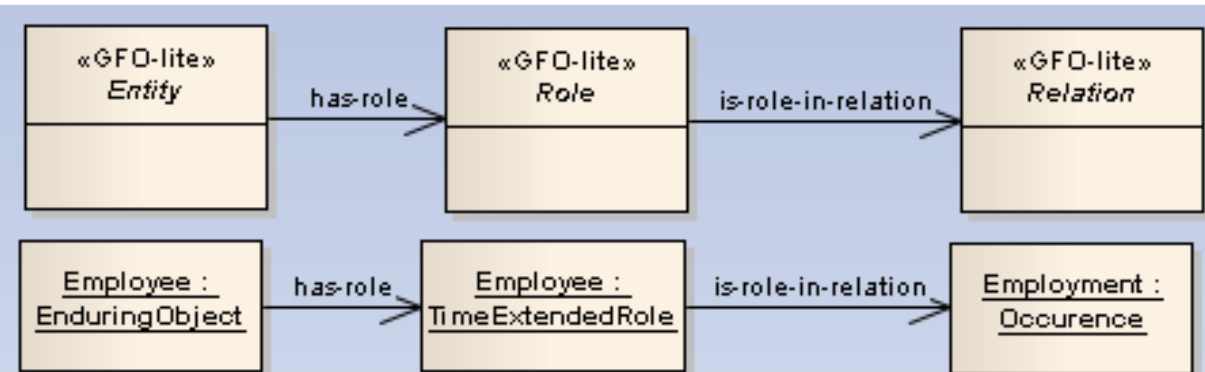 «GFO-lite»
Entity
has-role
«GFO-lite»
Role
is-role-in-relation
«GFO-lite»
Relation
Employee :
EnduringObject
has-role
Employee :
TimeExtendedRole
is-role-in-relation
Employment :
Occurence